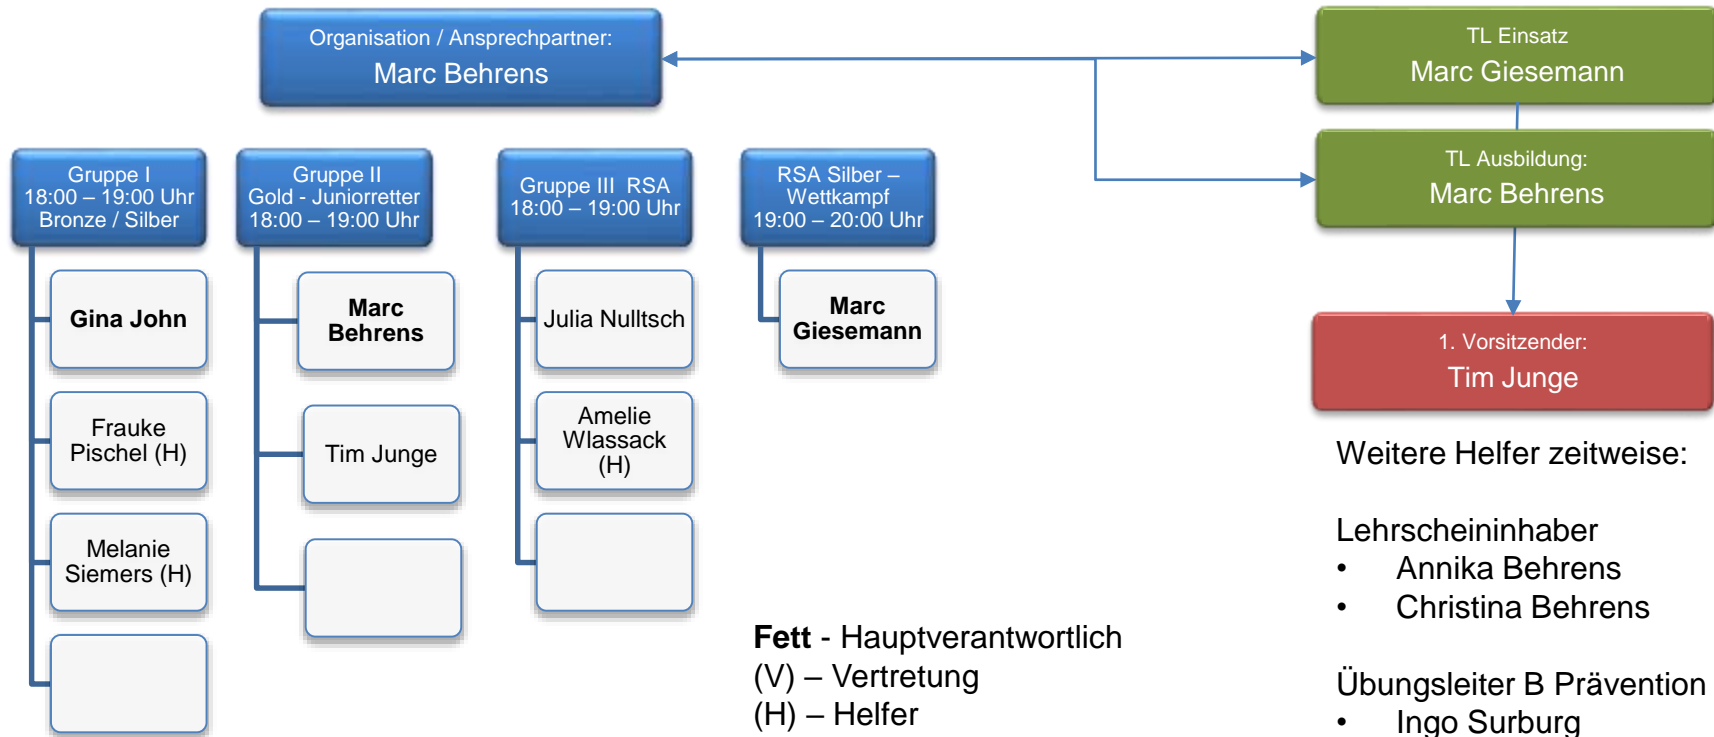 Organisation / Ansprechpartner:
Marc Behrens
TL Einsatz
Marc Giesemann
TL Ausbildung:
Marc Behrens
1. Vorsitzender:
Tim Junge
Gruppe I
18:00 – 19:00 Uhr
Bronze / Silber
Gina John
Frauke
Pischel (H)
Melanie
Siemers (H)
Gruppe II
Gold - Juniorretter
18:00 – 19:00 Uhr
Marc
Behrens
Tim Junge
Gruppe III RSA
18:00 – 19:00 Uhr
Julia Nulltsch
Amelie
Wlassack
(H)
RSA Silber –
Wettkampf
19:00 – 20:00 Uhr
Marc
Giesemann
Fett - Hauptverantwortlich
(V) – Vertretung
(H) – Helfer
Weitere Helfer zeitweise:
Lehrscheininhaber
• Annika Behrens
• Christina Behrens
Übungsleiter B Prävention
• Ingo Surburg